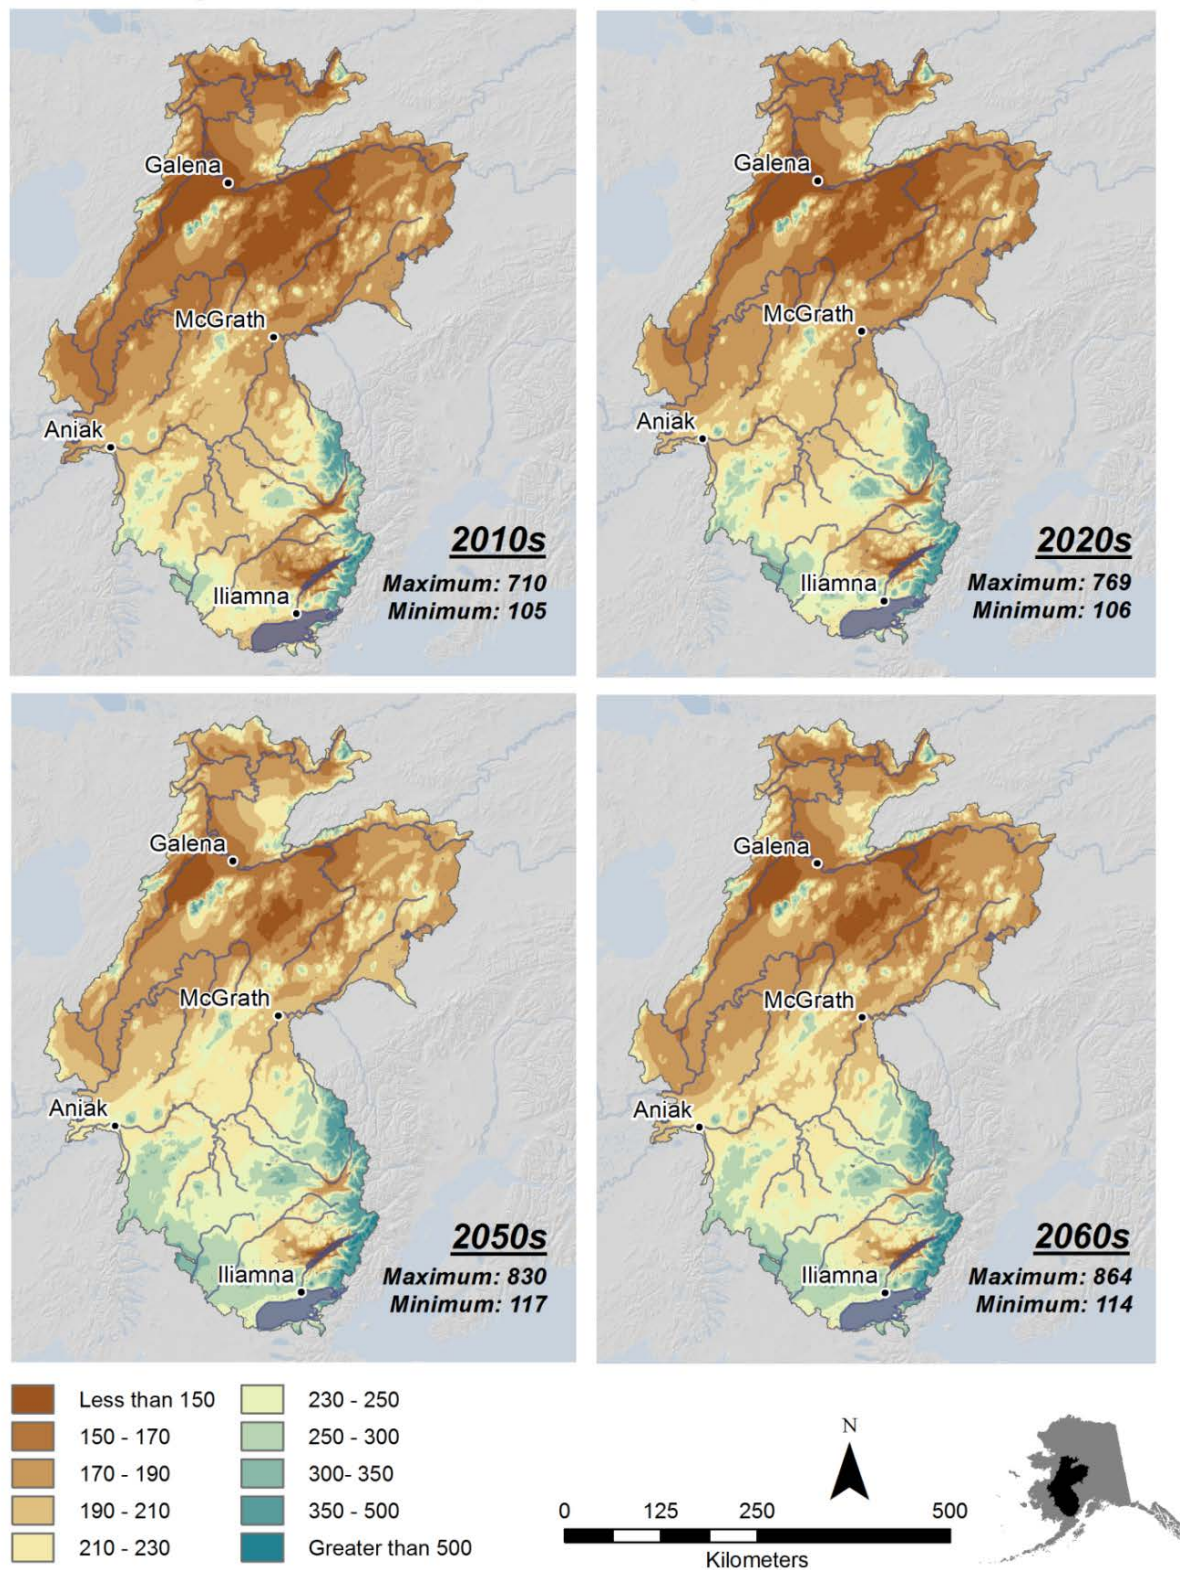 Galena
McGrath
Aniak
2010s
Maximum: 710
Iliamna
Minimum: 105
Galena
McGrath
Aniak
2020s
Maximum: 769
Iliamna
Minimum: 106
Galena
McGrath
Aniak
2050s
Iliamna
Maximum: 830
Minimum: 117
Galena
McGrath
Aniak
2060s
Iliamna
Maximum: 864
Minimum: 114
Less than 150
150 - 170
170 - 190
190 - 210
210 - 230
230 - 250
250 - 300
300- 350
350 - 500
Greater than 500
N
0 125 250 500
Kilometers